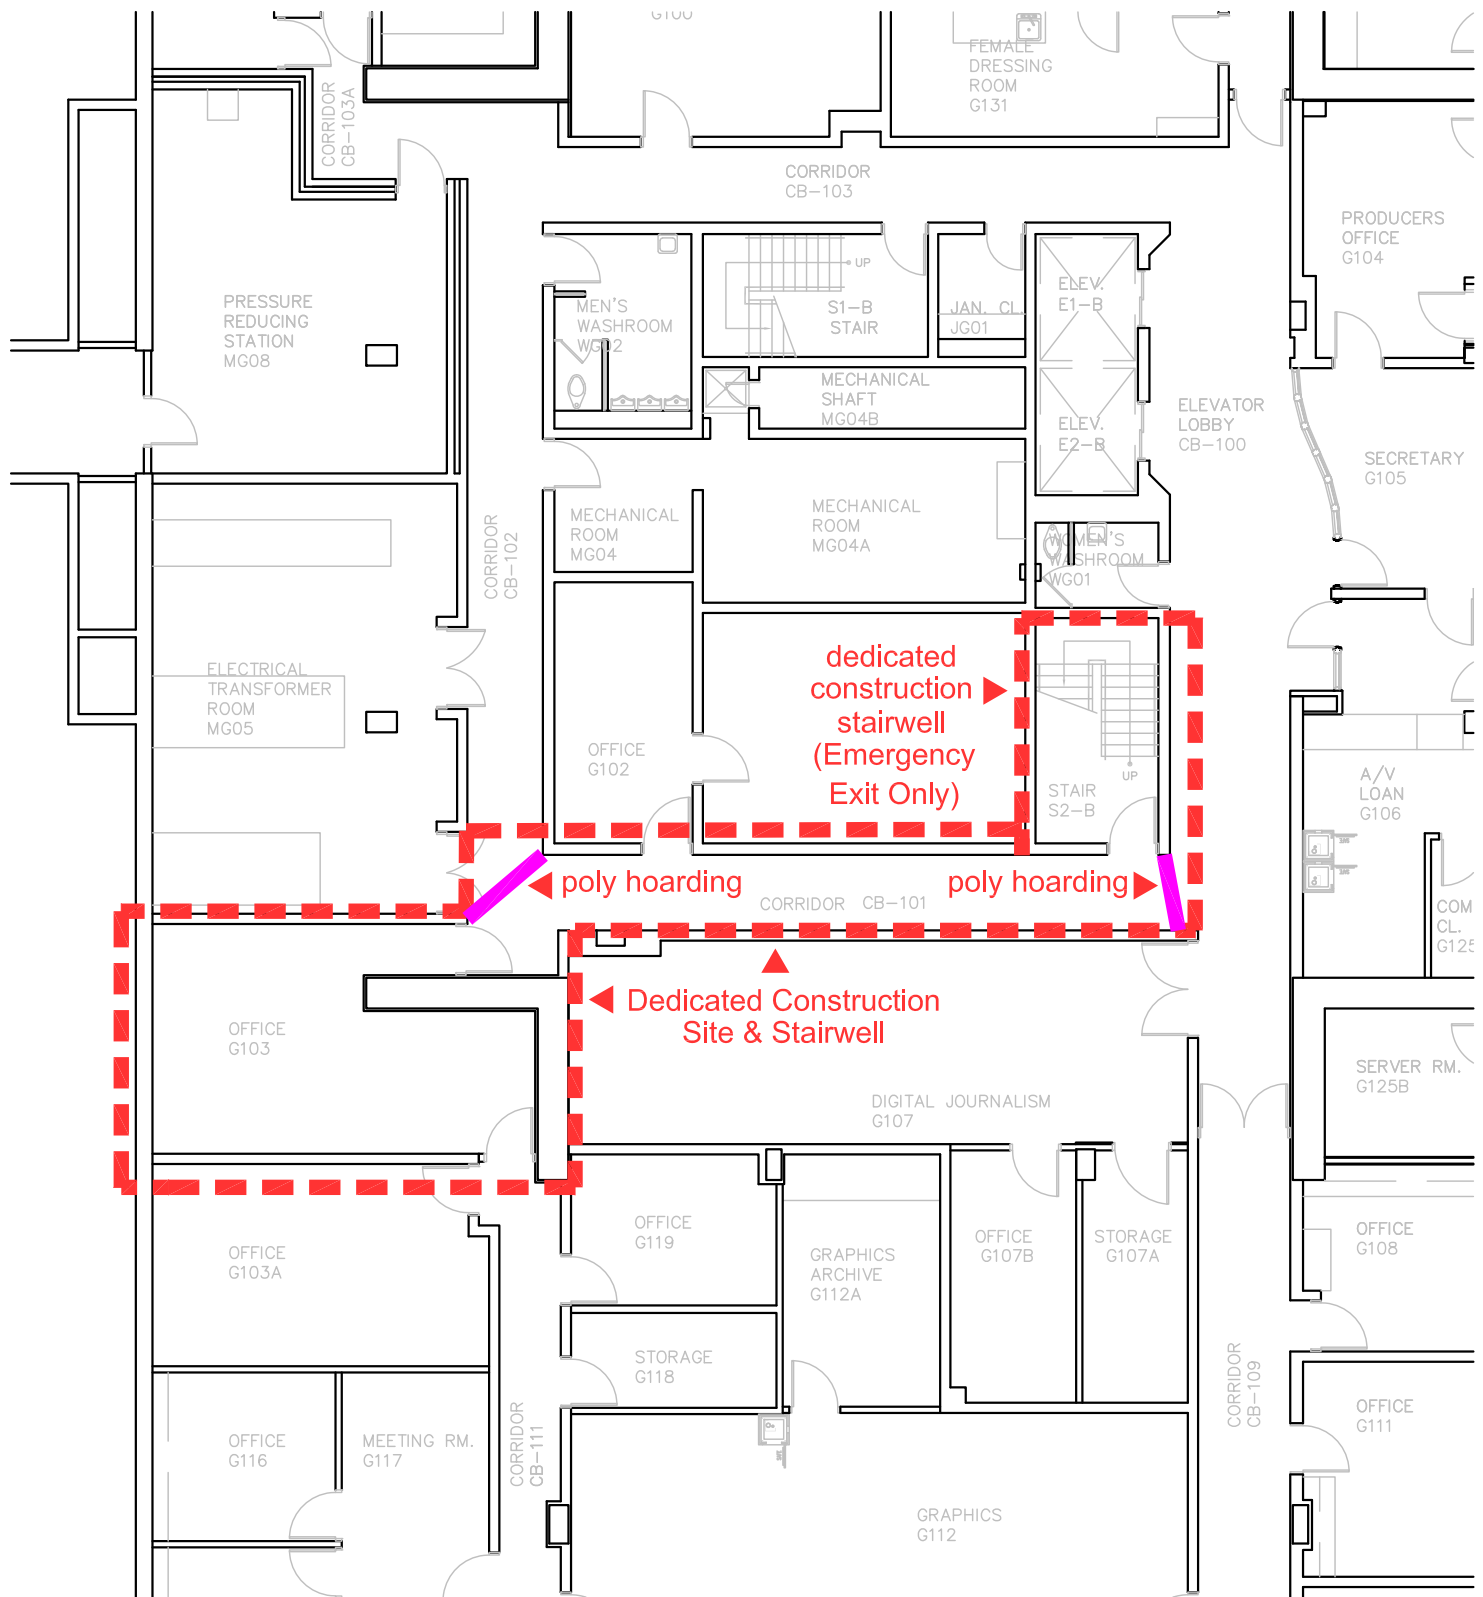 G100
FEMALE
DRESSING
ROOM
G131
CORRIDOR
CB-103A
CORRIDOR
CB-103
PRODUCERS
OFFICE
G104
PRESSURE
REDUCING
STATION
MG08
MEN'S
WASHROOM
WG02
UP
S1-B
STAIR
JAN. CL.
JG01
ELEV.
E1-B
MECHANICAL
SHAFT
MG04B
ELEV.
E2-B
ELEVATOR
LOBBY
CB-100
SECRETARY
G105
CORRIDOR
CB-102
MECHANICAL
ROOM
MG04
MECHANICAL
ROOM
MG04A
WOMEN'S
WASHROOM
WG01
ELECTRICAL
TRANSFORMER
ROOM
MG05
OFFICE
G102
dedicated
construction
stairwell
(Emergency
Exit Only)
UP
STAIR
S2-B
A/V
LOAN
G106
poly hoarding
poly hoarding
CORRIDOR CB-101
COM
CL.
G125
Dedicated Construction
Site & Stairwell
OFFICE
G103
DIGITAL JOURNALISM
G107
SERVER RM.
G125B
OFFICE
G103A
OFFICE
G119
GRAPHICS
ARCHIVE
G112A
OFFICE
G107B
STORAGE
G107A
OFFICE
G108
STORAGE
G118
CORRIDOR
CB-109
OFFICE
G111
OFFICE
G116
MEETING RM.
G117
CORRIDOR
CB-111
GRAPHICS
G112